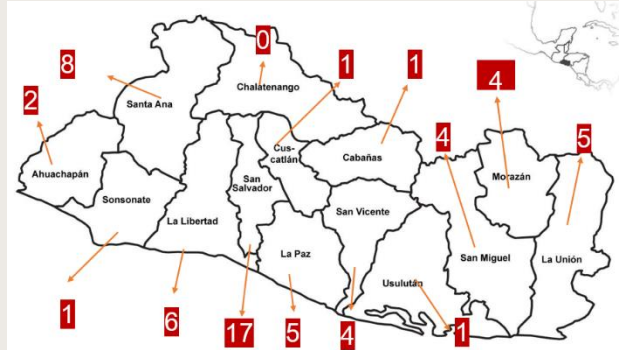 0
8
1
1
4
Chalatenango
Santa Ana
2
4
5
Cus-
catlán
Cabañas
Ahuachapán
San
Salvador
Morazán
Sonsonate
La Libertad
San Vicente
La Paz
San Miguel
La Unión
Usulután
1
6
17
5
4
1